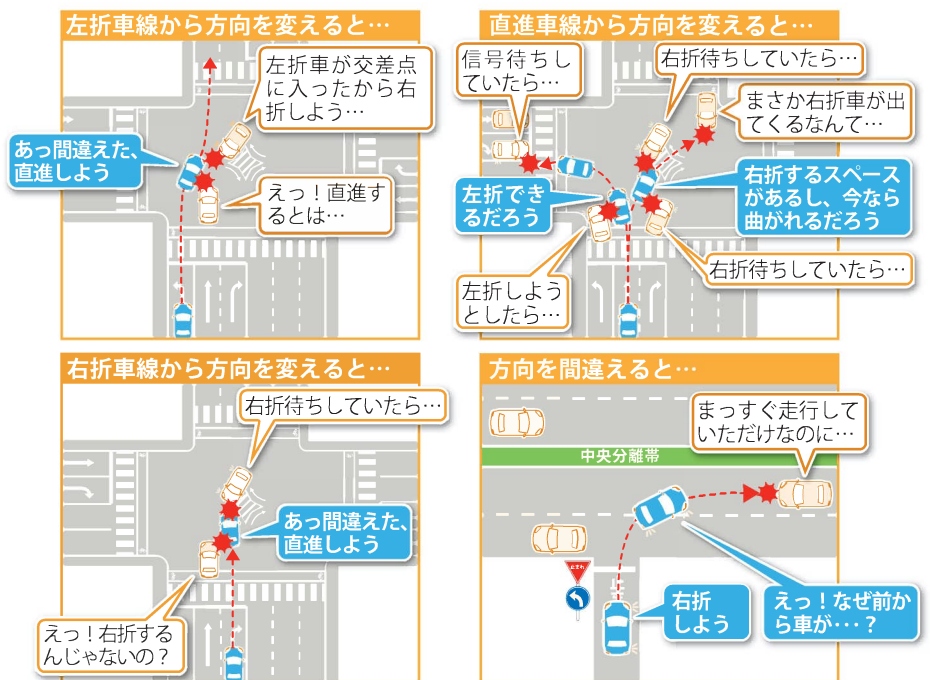 左折車線から方向を変えると…
左折車が交差点
に入ったから右
折しよう…
あっ間違えた、
直進しよう
えっ！直進す
るとは…
直進車線から方向を変えると…
信号待ちし
ていたら…
右折待ちしていたら…
まさか右折車が出
てくるなんて…
左折でき
るだろう
右折するスペース
があるし、今なら
曲がれるだろう
右折待ちしていたら…
左折しよう
としたら…
右折車線から方向を変えると…
右折待ちしていたら…
あっ間違えた、
直進しよう
えっ！右折する
んじゃないの？
方向を間違えると…
まっすぐ走行して
いただけなのに…
中央分離帯
止まれ
右折
しよう
えっ！なぜ前か
ら車が・・・？